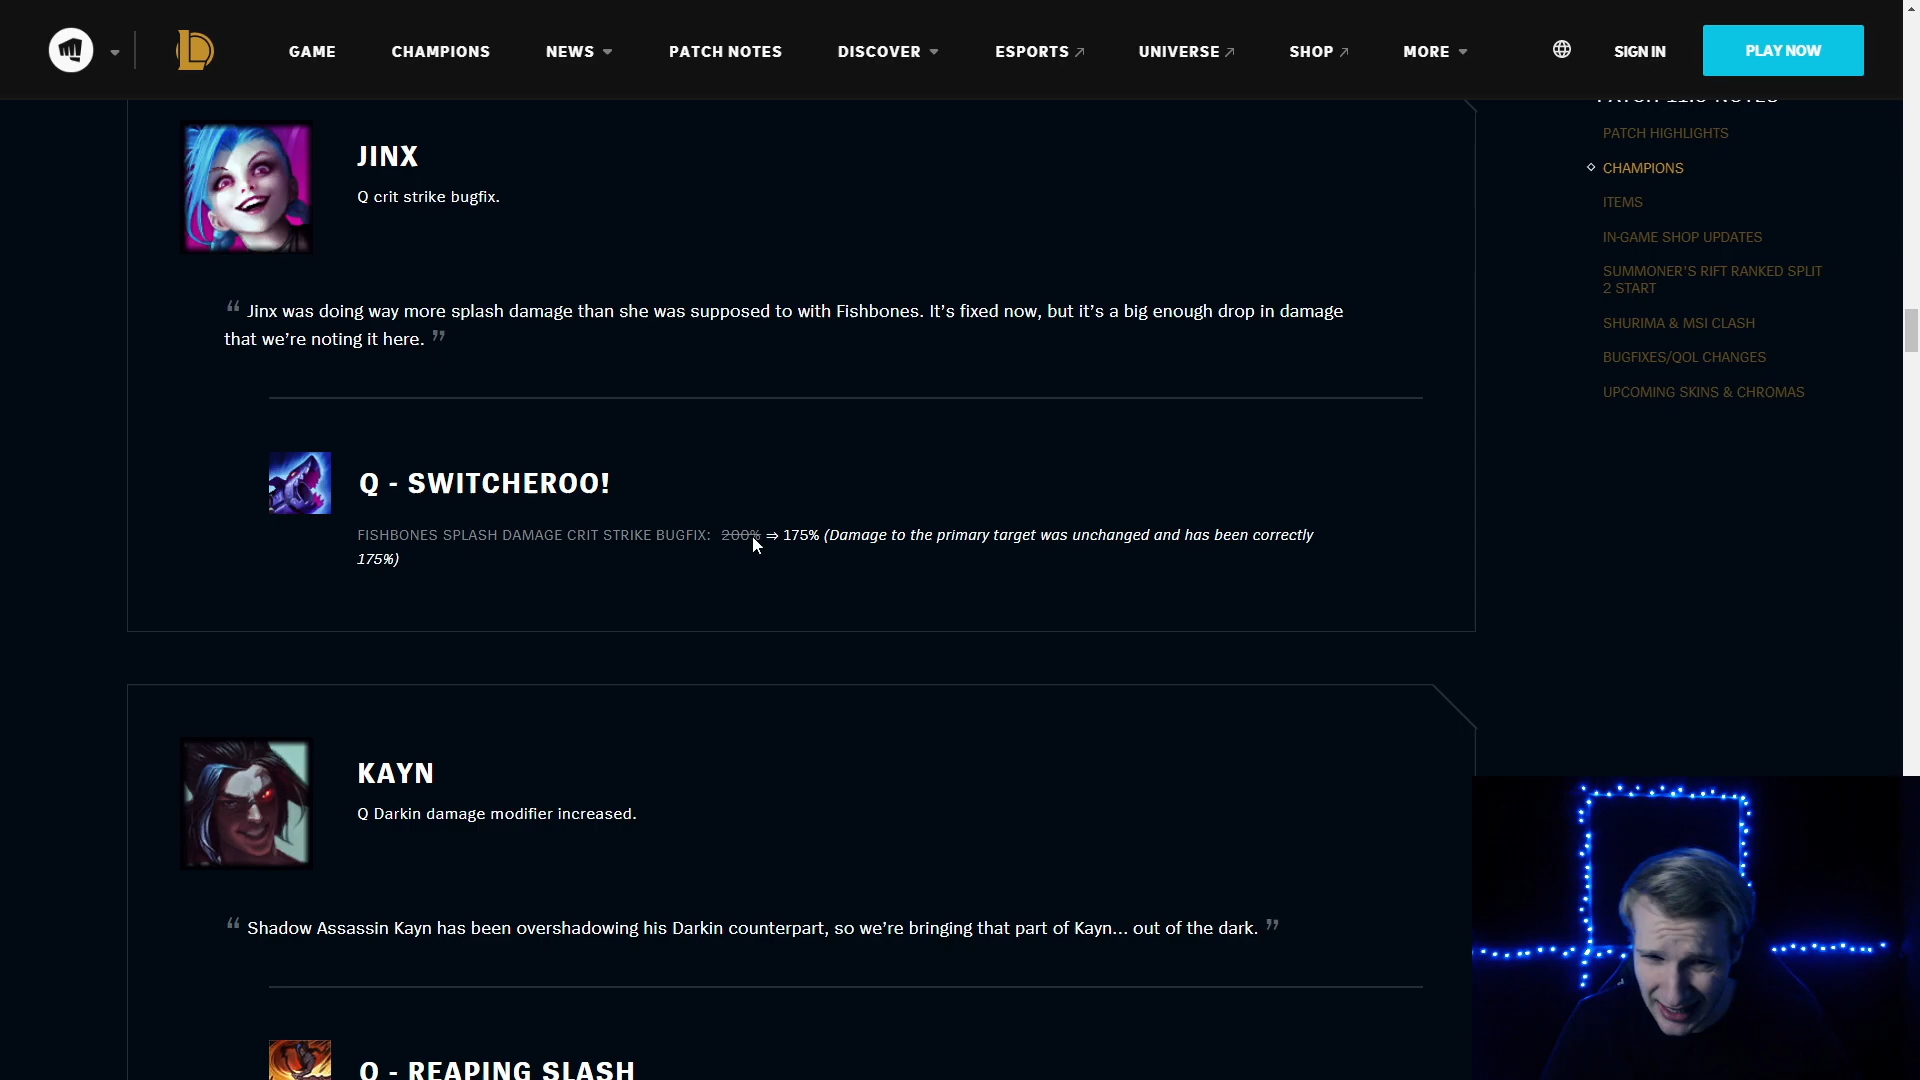 GAME
CHAMPIONS
NEWS
PATCH NOTES
DISCOVER
ESPORTS
UNIVERSE
SHOP
MORE
SIGN IN
PLAY NOW
JINX
Q crit strike bugfix.
“ Jinx was doing way more splash damage than she was supposed to with Fishbones. It’s fixed now, but it’s a big enough drop in damage
that we’re noting it here. ”
Q - SWITCHEROO!
FISHBONES SPLASH DAMAGE CRIT STRIKE BUGFIX: 200% ⇒ 175% (Damage to the primary target was unchanged and has been correctly
175%)
KAYN
Q Darkin damage modifier increased.
“ Shadow Assassin Kayn has been overshadowing his Darkin counterpart, so we’re bringing that part of Kayn... out of the dark. ”
Q - REAPING SLASH
PATCH HIGHLIGHTS
CHAMPIONS
ITEMS
IN-GAME SHOP UPDATES
SUMMONER'S RIFT RANKED SPLIT
2 START
SHURIMA & MSI CLASH
BUGFIXES/QOL CHANGES
UPCOMING SKINS & CHROMAS